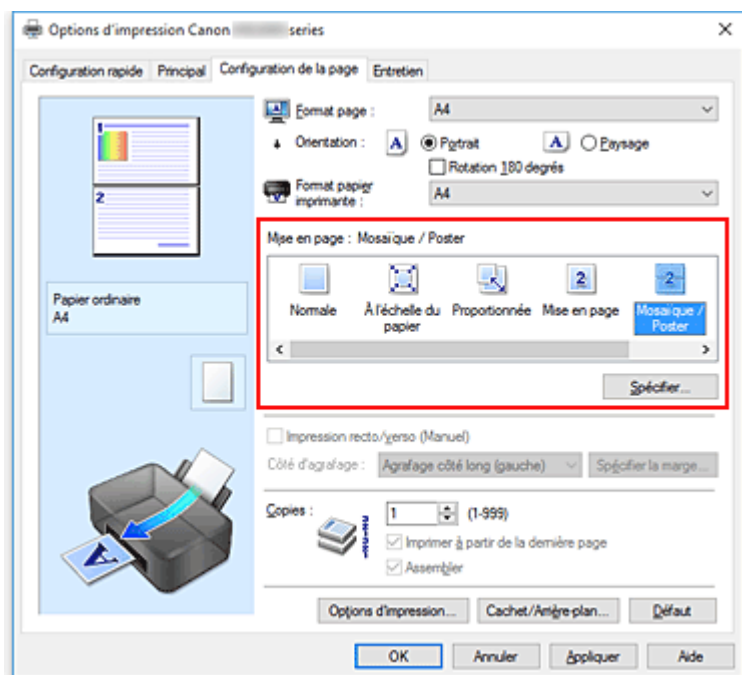 Options d'impression Canon series
Configuration rapide Principal Configuration de la page Entretien
Format page : A4
Orientation : A Portrait A Paysage
Rotation 180 degrés
Format papier imprimante : A4
1
2
Papier ordinaire
A4
Mise en page : Mosaïque / Poster
2 2
Normale À l'échelle du papier Proportionnée Mise en page Mosaïque / Poster
Spécifier...
Impression recto/verso (Manuel)
Côté d'agrafage : Agrafage côté long (gauche) Spécifier la marge...
Copies : 1 (1-999)
Imprimer à partir de la dernière page
Assembler
A
Options d'impression... Cachet/Arrière-plan... Défaut
OK Annuler Appliquer Aide